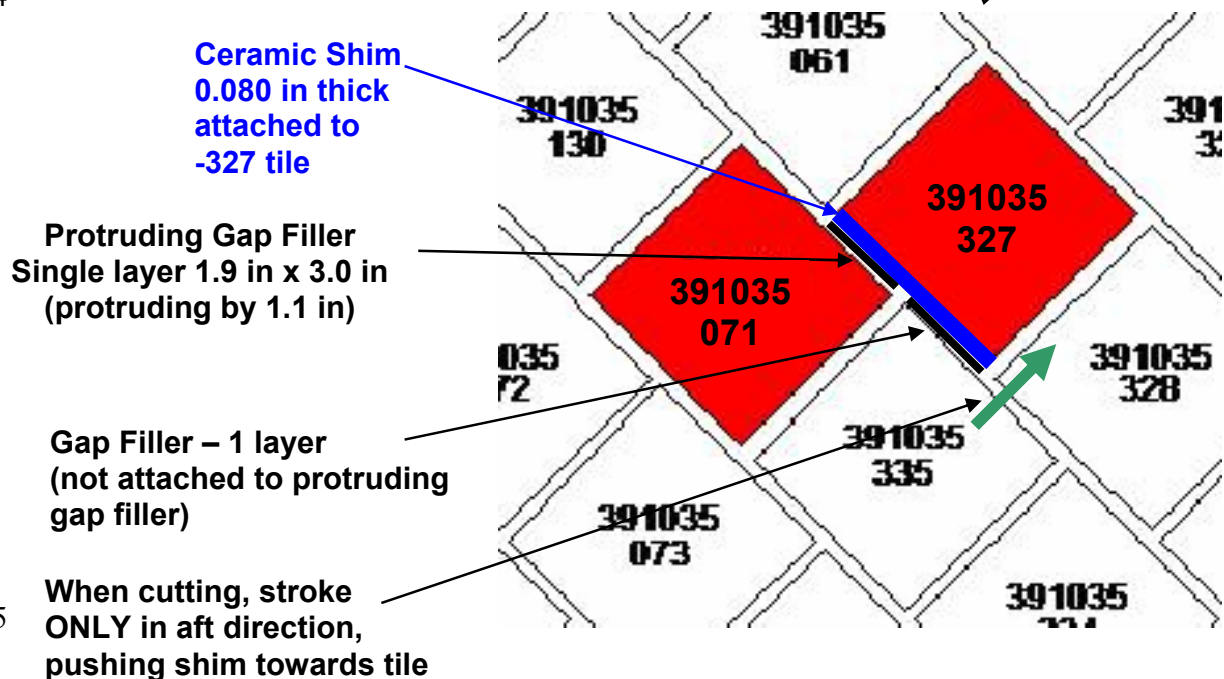 Ceramic Shim
0.080 in thick
attached to
-327 tile
Protruding Gap Filler
Single layer 1.9 in x 3.0 in
(protruding by 1.1 in)
Gap Filler – 1 layer
(not attached to protruding
gap filler)
When cutting, stroke
ONLY in aft direction,
pushing shim towards tile
391035
061
391035
130
391035
327
391035
071
391035
328
391035
335
391035
073
391035